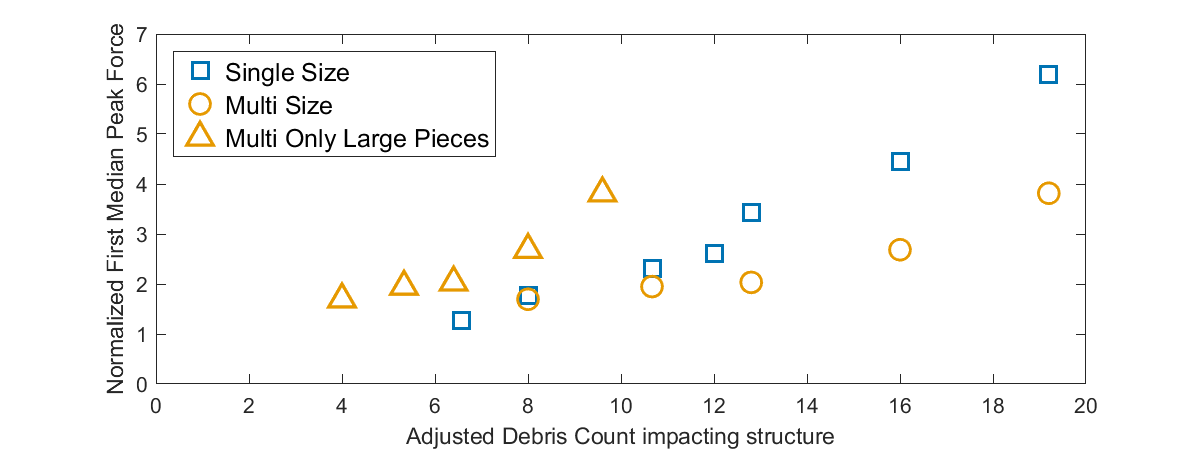 Normalized First Median Peak Force
7
6
5
4
3
2
1
0
Single Size
Multi Size
Multi Only Large Pieces
0 2 4 6 8 10 12 14 16 18 20
Adjusted Debris Count impacting structure